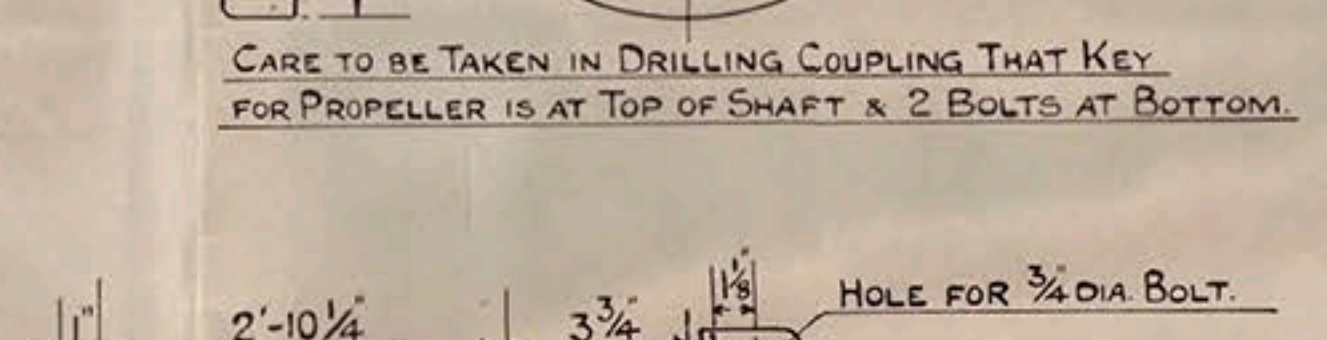 CARE TO BE TAKEN IN DRILLING COUPLING THAT KEY
FOR PROPELLER IS AT TOP OF SHAFT & 2 BOLTS AT BOTTOM.
1⅛"
HOLE FOR ¾" DIA. BOLT.
1"
2'-10¼"
3¾"